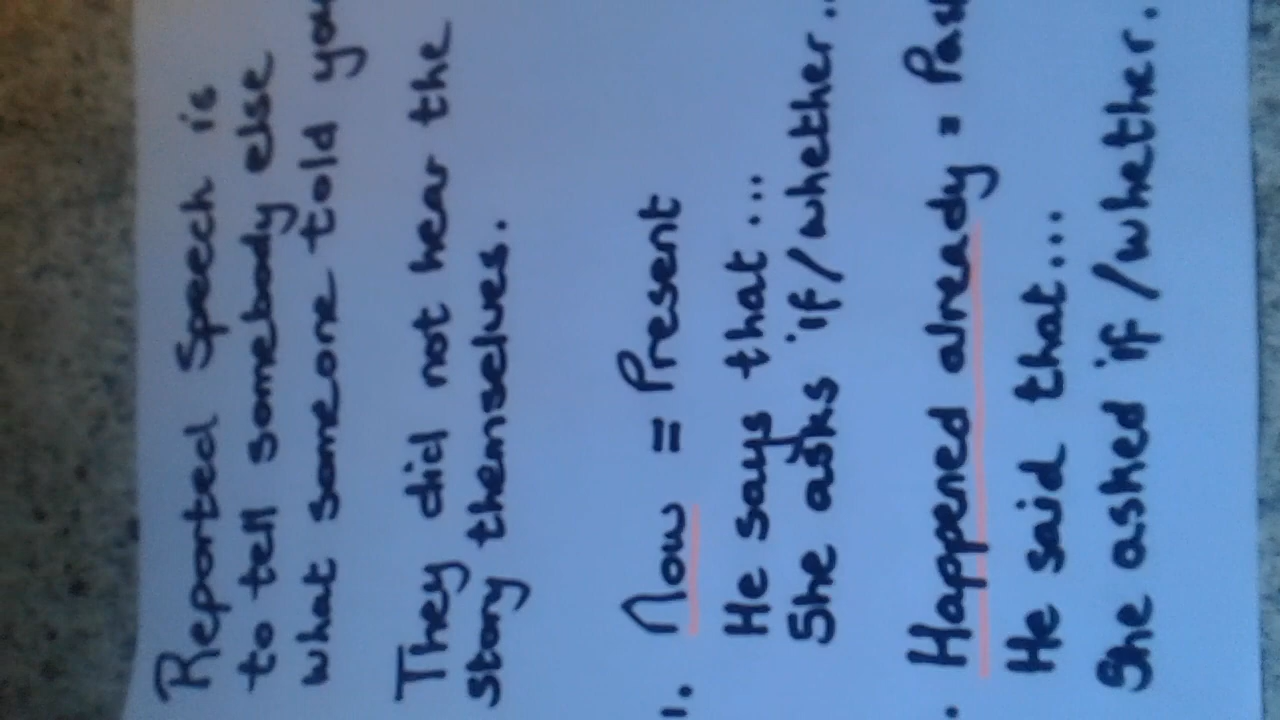 Reported Speech is
to tell somebody else
what someone told you
They did not hear the
story themselves.
1. Now = Present
He says that...
She asks if/whether..
. Happened already = Pas
He said that...
She asked if/whether.